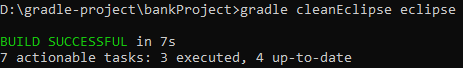 D:\gradle-project\bankProject>gradle cleanEclipse eclipse
BUILD SUCCESSFUL in 7s
7 actionable tasks: 3 executed, 4 up-to-date